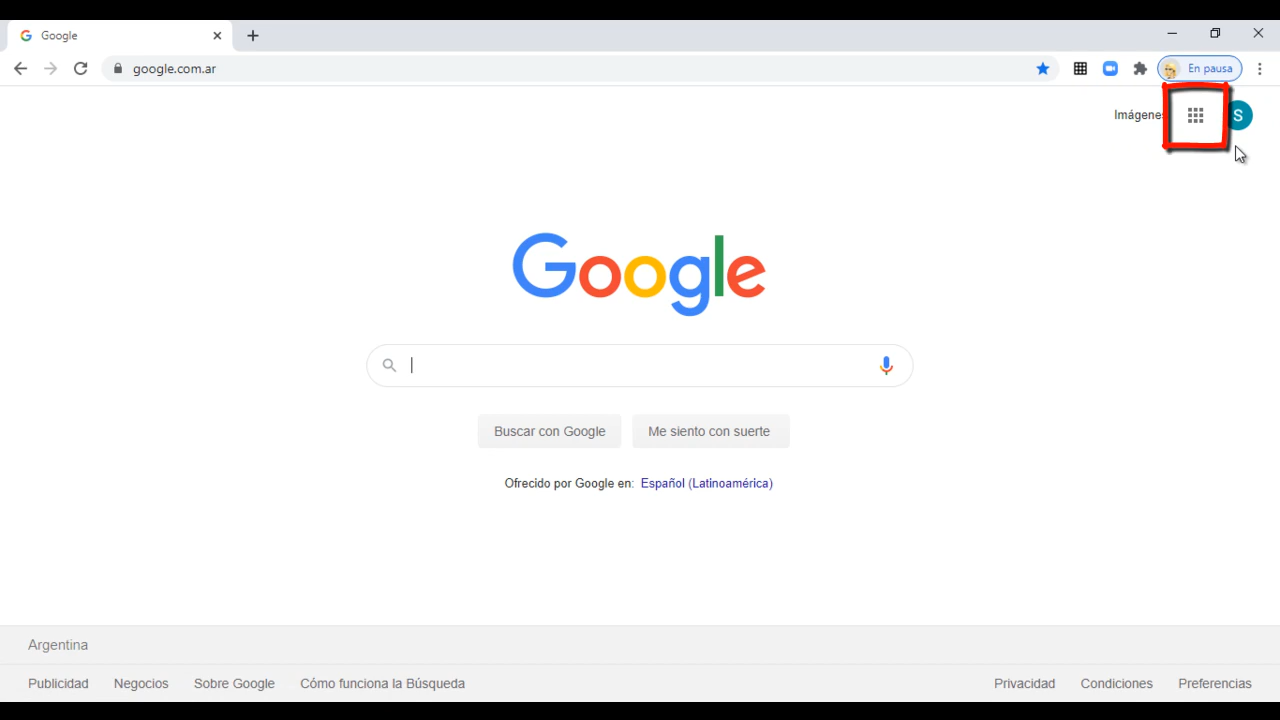 Google
google.com.ar
En pausa
Imágenes
S
Google
Buscar con Google
Me siento con suerte
Ofrecido por Google en: Español (Latinoamérica)
Argentina
Publicidad
Negocios
Sobre Google
Cómo funciona la Búsqueda
Privacidad
Condiciones
Preferencias